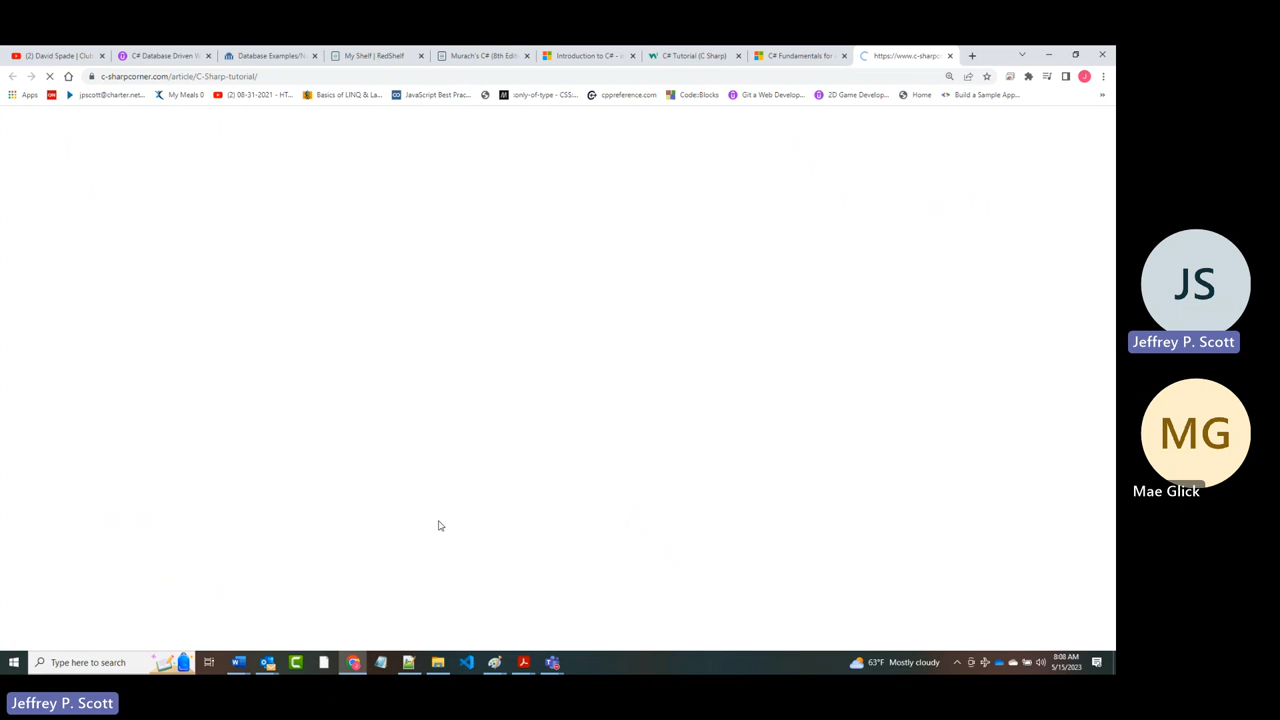 (2) David Spade | Club
C# Database Driven W
Database Examples/N
My Shelf | RedShelf
Murach's C# (8th Edit
Introduction to C# -
C# Tutorial (C Sharp)
C# Fundamentals for
https://www.c-sharpc
c-sharpcorner.com/article/C-Sharp-tutorial/
Apps
jpscott@charter.net...
My Meals 0
(2) 08-31-2021 - HT...
Basics of LINQ & La...
JavaScript Best Prac...
:only-of-type - CSS:...
cppreference.com
Code::Blocks
Git a Web Develop...
2D Game Develop...
Home
Build a Sample App...
»
JS
Jeffrey P. Scott
MG
Mae Glick
Type here to search
63°F Mostly cloudy
8:08 AM
5/15/2023
Jeffrey P. Scott